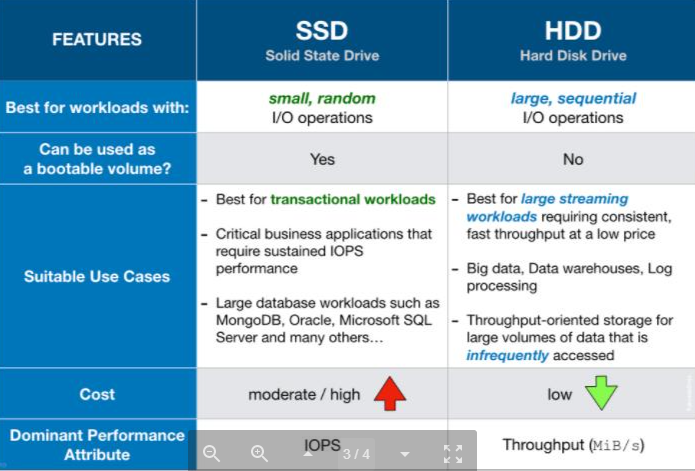 FEATURES
SSD
Solid State Drive
HDD
Hard Disk Drive
Best for workloads with:
small, random
I/O operations
large, sequential
I/O operations
Can be used as
a bootable volume?
Yes
No
Suitable Use Cases
- Best for transactional workloads
- Critical business applications that
require sustained IOPS
performance
- Large database workloads such as
MongoDB, Oracle, Microsoft SQL
Server and many others…
- Best for large streaming
workloads requiring consistent,
fast throughput at a low price
- Big data, Data warehouses, Log
processing
- Throughput-oriented storage for
large volumes of data that is
infrequently accessed
Cost
moderate / high
low
Dominant Performance
Attribute
IOPS
3 / 4
Throughput (MiB/s)